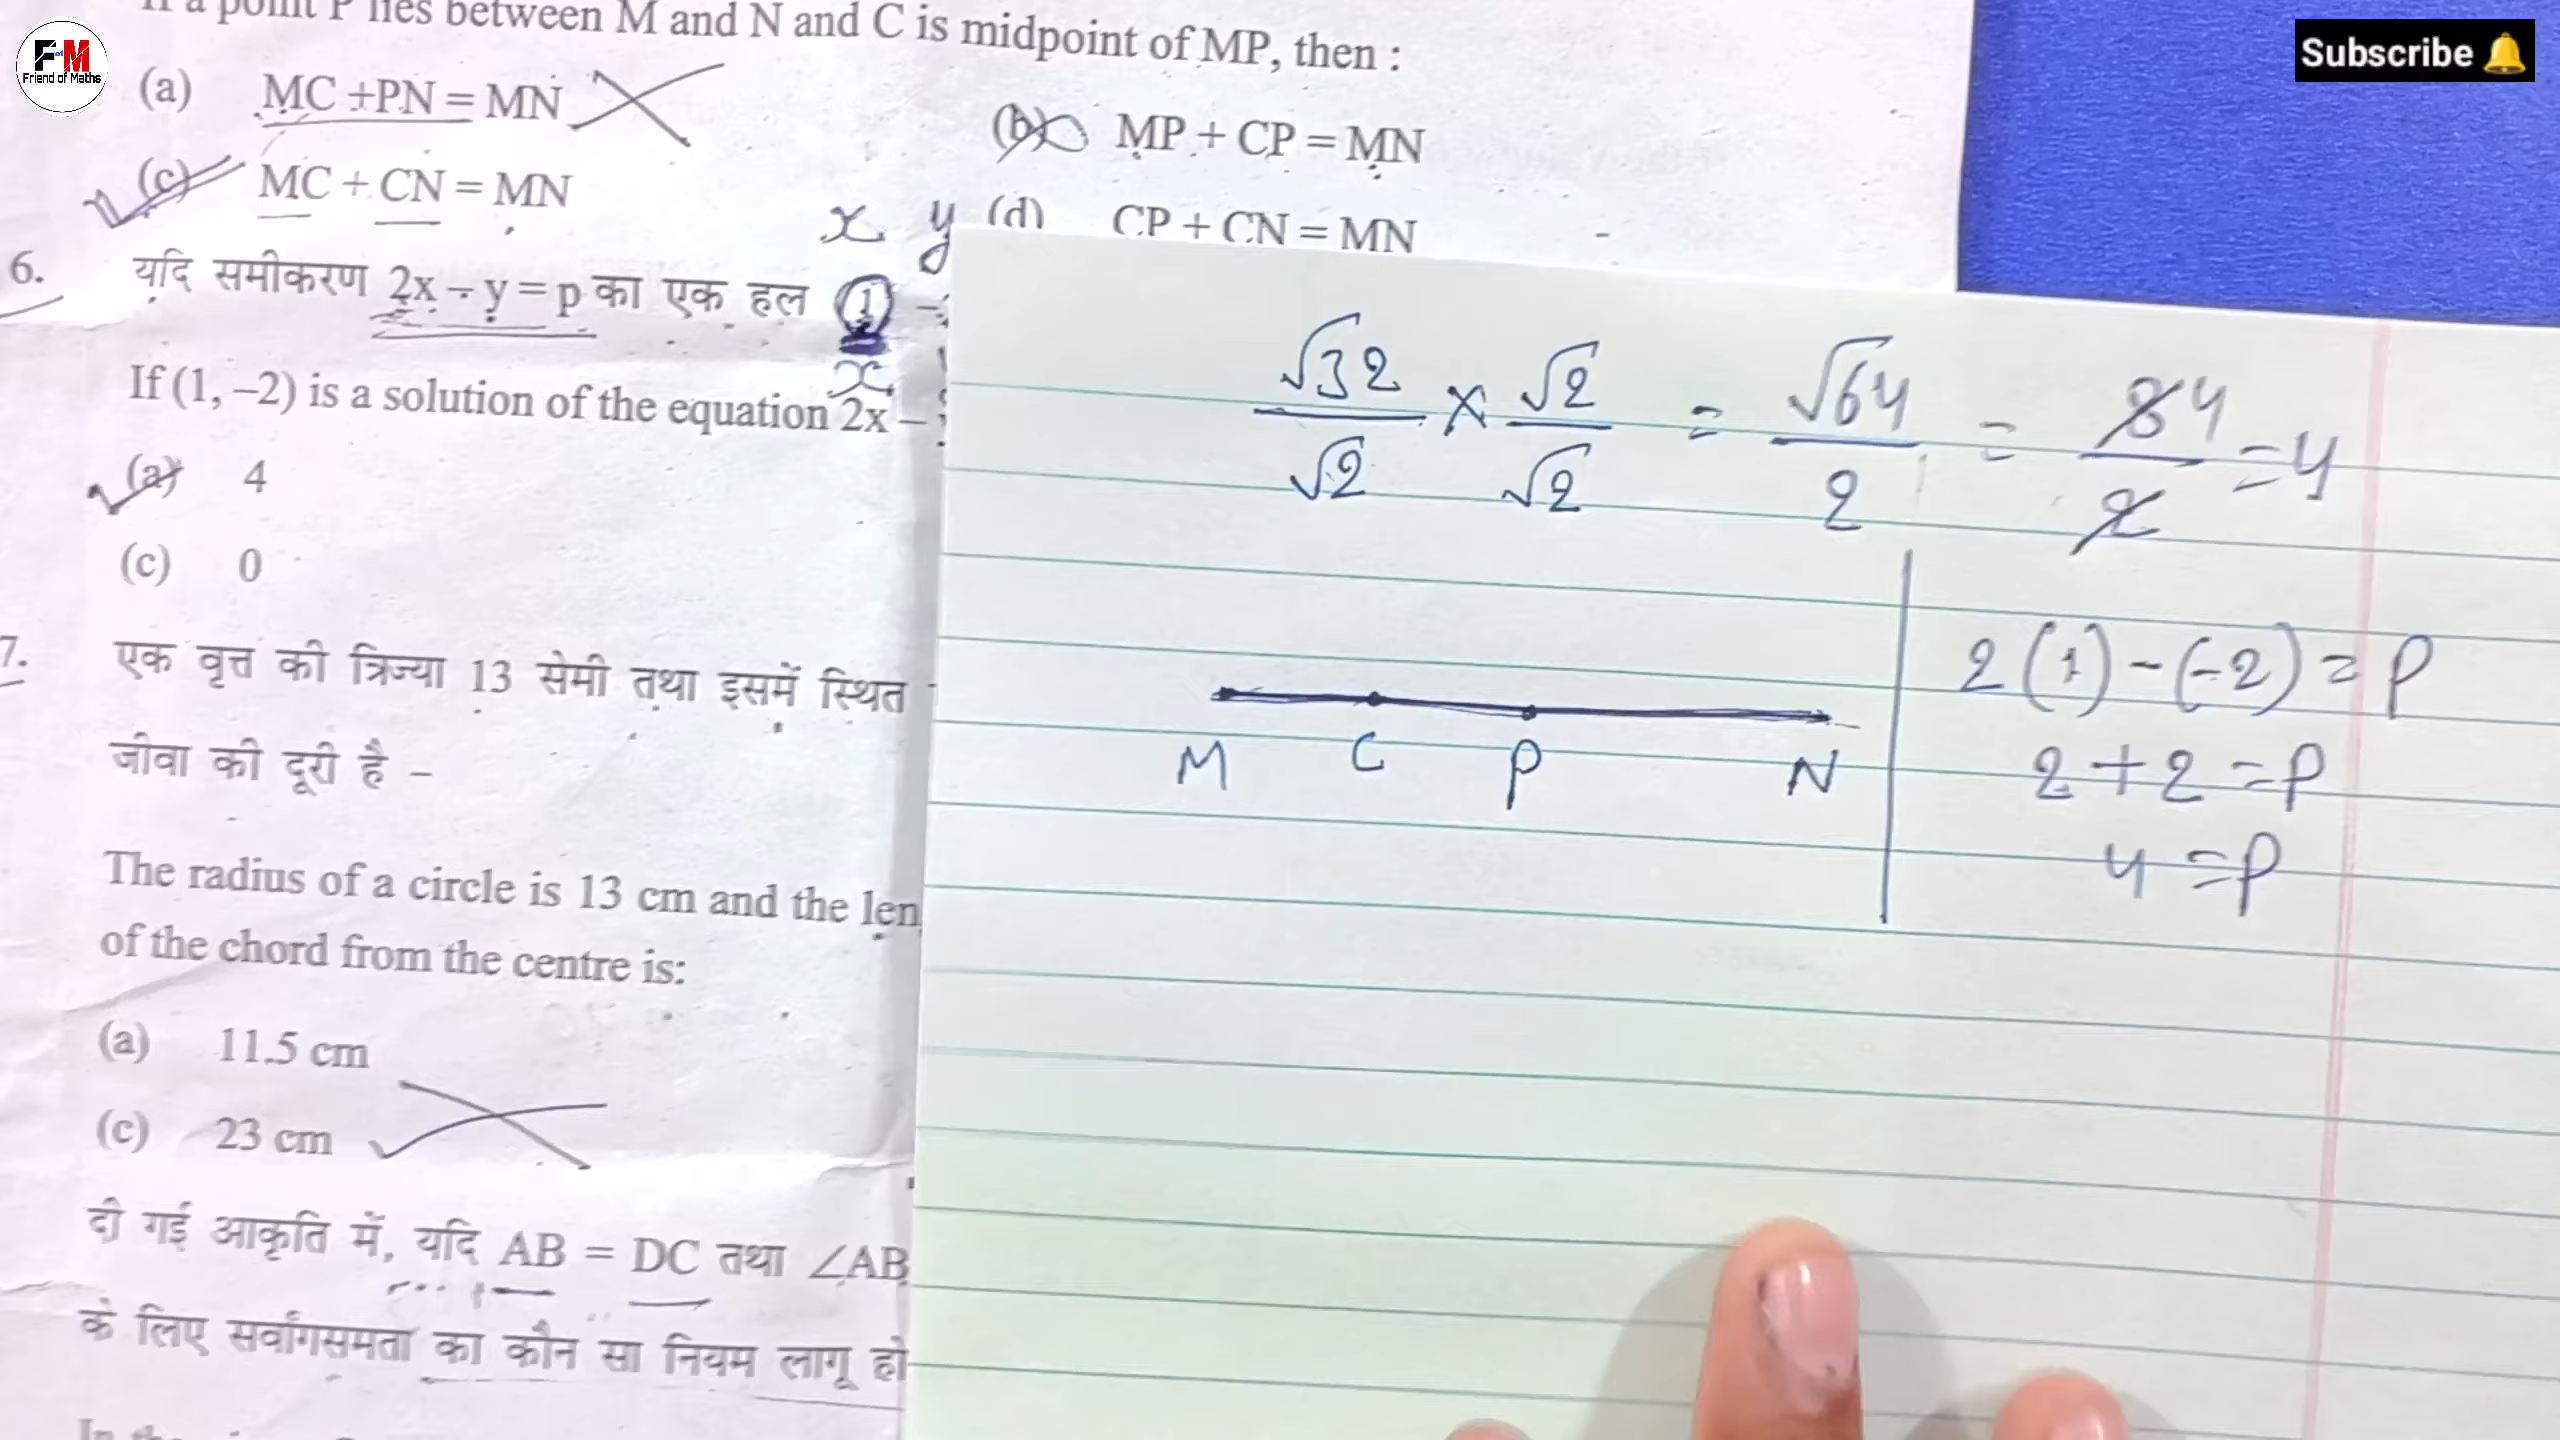 Friend of Maths
Subscribe
If a point P lies between M and N and C is midpoint of MP, then :
(a) MC + PN = MN
(b) MP + CP = MN
(c) MC + CN = MN
(d) CP + CN = MN
x y
6. यदि समीकरण 2x – y = p का एक हल (1
x
If (1, –2) is a solution of the equation 2x –
(a) 4
(c) 0
7. एक वृत्त की त्रिज्या 13 सेमी तथा इसमें स्थित
जीवा की दूरी है –
The radius of a circle is 13 cm and the len
of the chord from the centre is:
(a) 11.5 cm
(c) 23 cm
दी गई आकृति में, यदि AB = DC तथा ∠AB
के लिए सर्वांगसमता का कौन सा नियम लागू हो
√32/√2 × √2/√2 = √64/2 = 8 4/2 = 4
M C P N
2(1) - (-2) = P
2 + 2 = P
4 = P